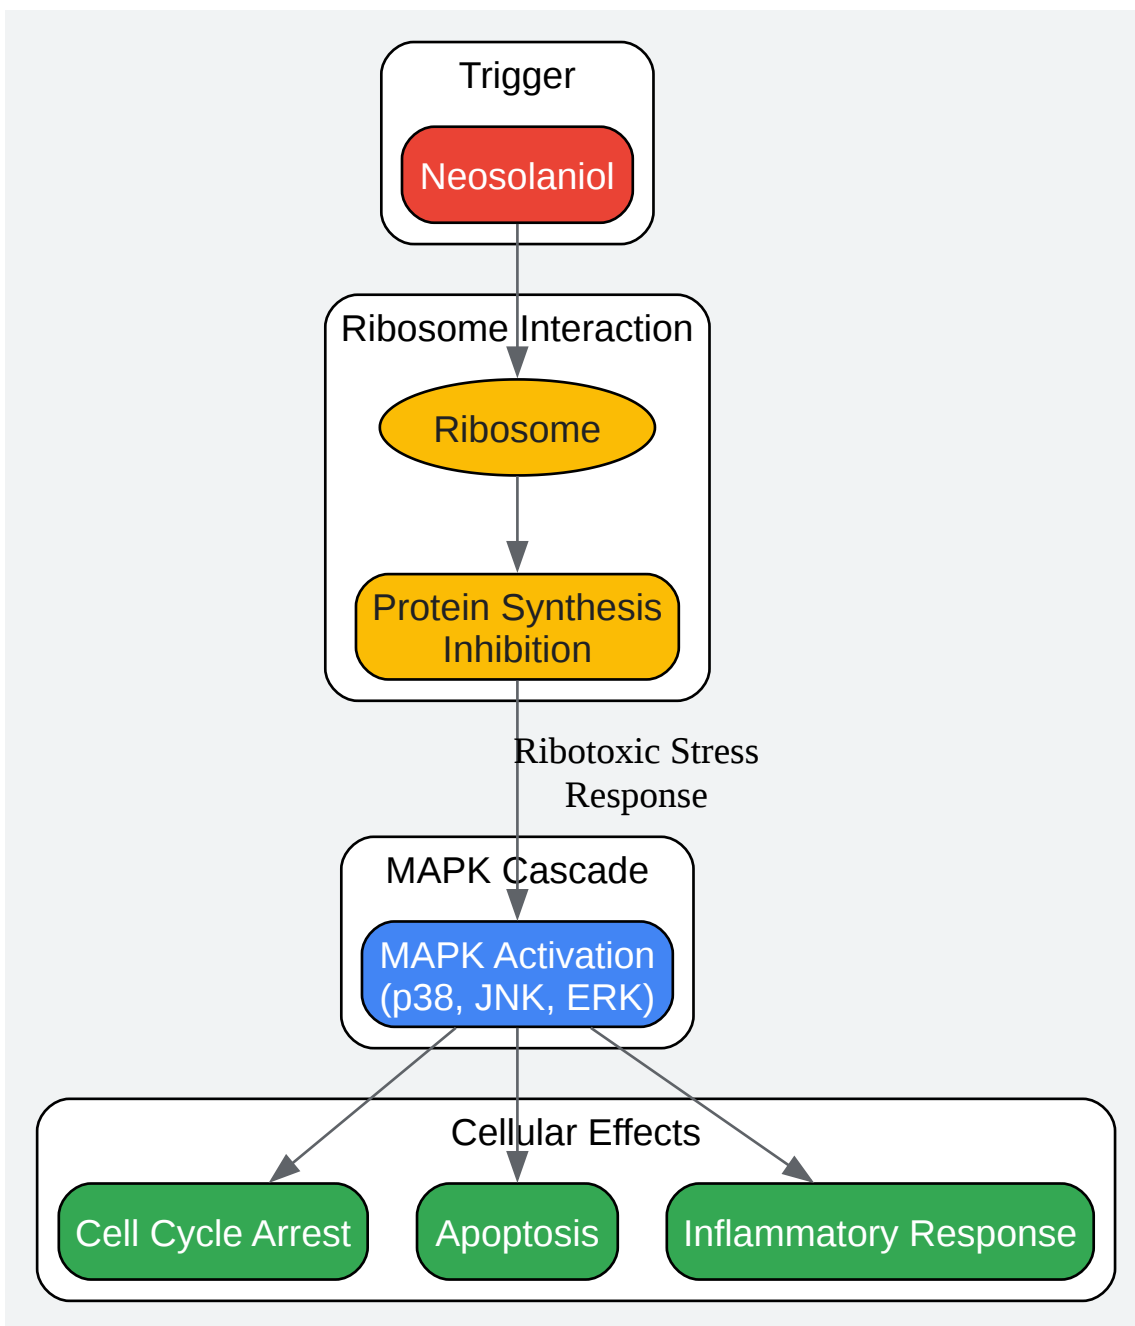 Trigger
Neosolaniol
Ribosome Interaction
Ribosome
Protein Synthesis
Inhibition
Ribotoxic Stress
Response
MAPK Cascade
MAPK Activation
(p38, JNK, ERK)
Cellular Effects
Cell Cycle Arrest
Apoptosis
Inflammatory Response